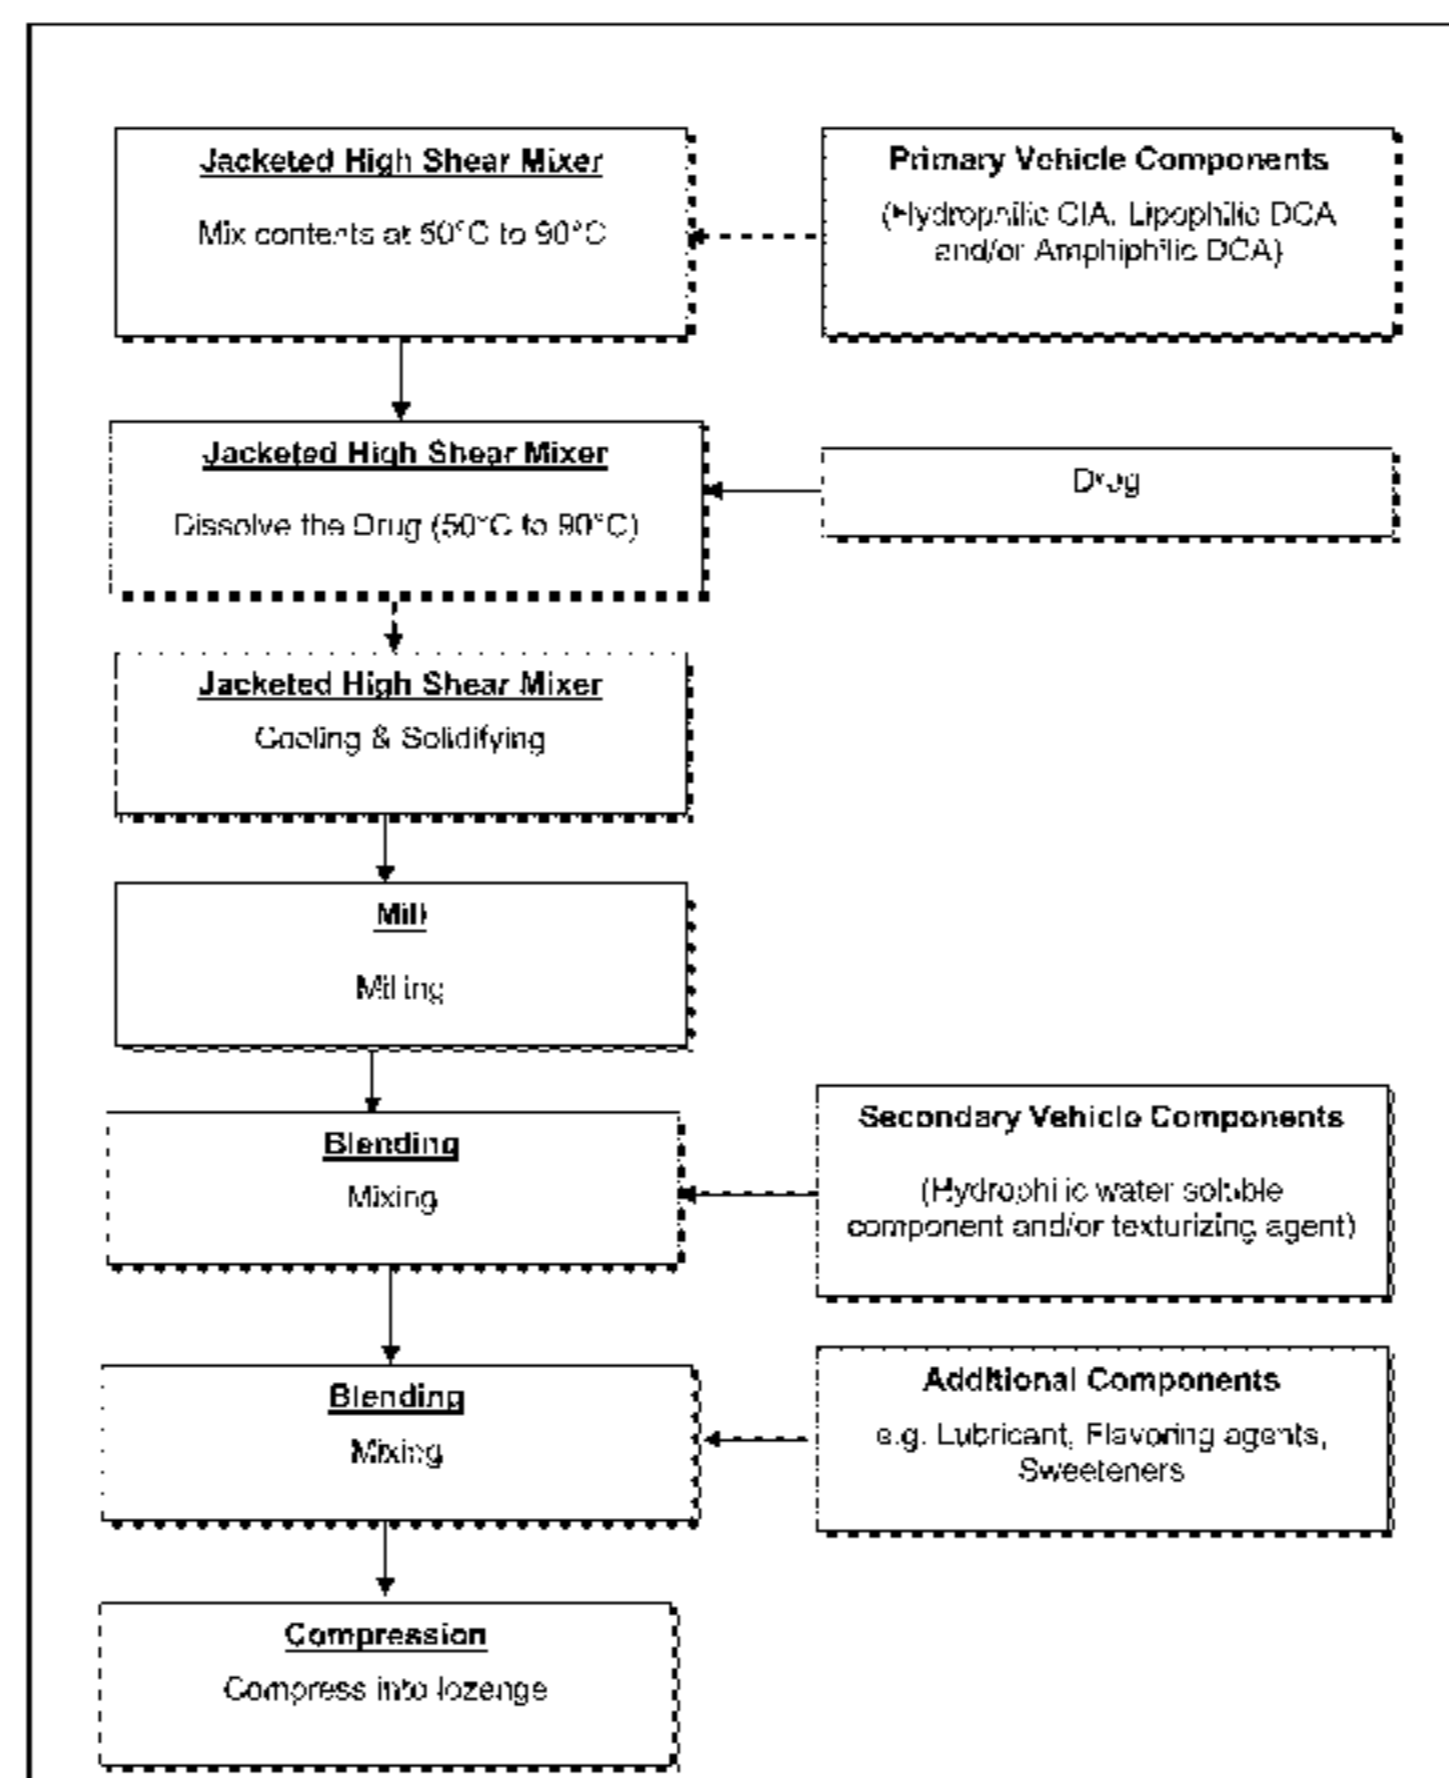 Jacketed High Shear Mixer
Mix contents at 50°C to 90°C
Primary Vehicle Components
(Hydrophilic CIA, Lipophilic DCA
and/or Amphiphilic DCA)
Jacketed High Shear Mixer
Dissolve the Drug (50°C to 90°C)
Drug
Jacketed High Shear Mixer
Cooling & Solidifying
Mill
Milling
Blending
Mixing
Secondary Vehicle Components
(Hydrophilic water soluble
component and/or texturizing agent)
Blending
Mixing
Additional Components
e.g. Lubricant, Flavoring agents,
Sweeteners
Compression
Compress into lozenge